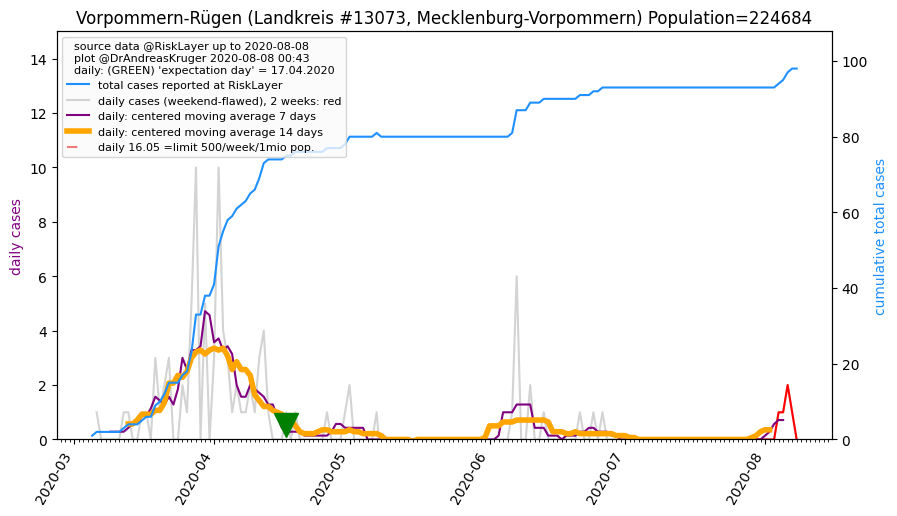 Vorpommern-Rügen (Landkreis #13073, Mecklenburg-Vorpommern) Population=224684
source data @RiskLayer up to 2020-08-08
plot @DrAndreasKruger 2020-08-08 00:43
daily: (GREEN) 'expectation day' = 17.04.2020
total cases reported at RiskLayer
daily cases (weekend-flawed), 2 weeks: red
daily: centered moving average 7 days
daily: centered moving average 14 days
daily 16.05 =limit 500/week/1mio pop.
daily cases
14
12
10
8
6
4
2
0
cumulative total cases
100
80
60
40
20
0
2020-03
2020-04
2020-05
2020-06
2020-07
2020-08